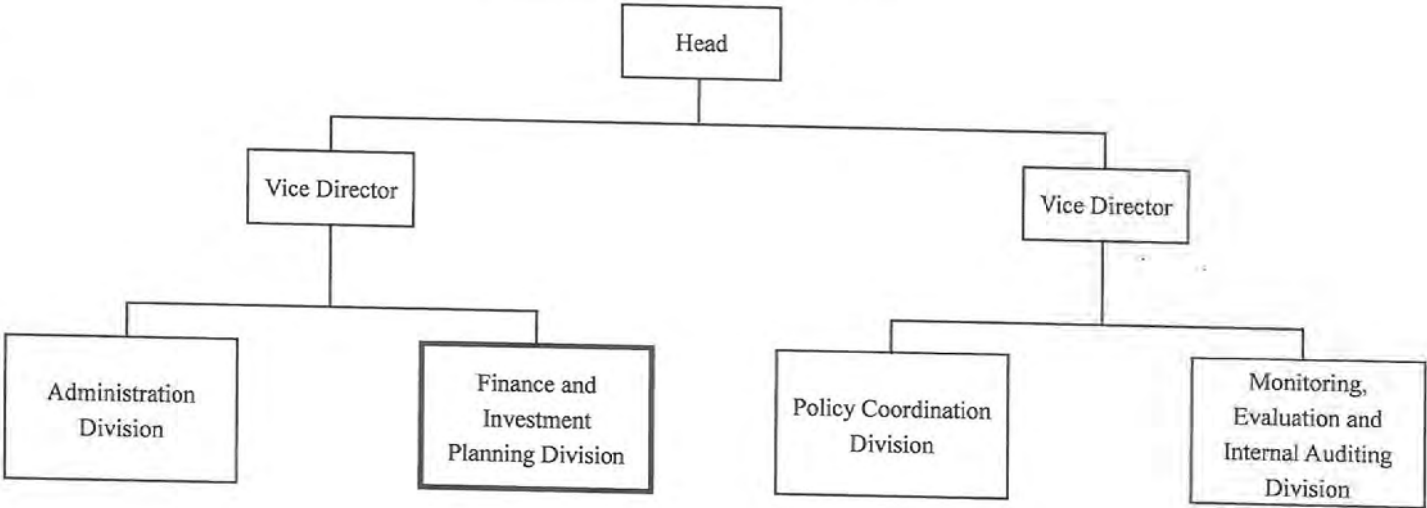 Head
Vice Director
Vice Director
Administration
Division
Finance and
Investment
Planning Division
Policy Coordination
Division
Monitoring,
Evaluation and
Internal Auditing
Division